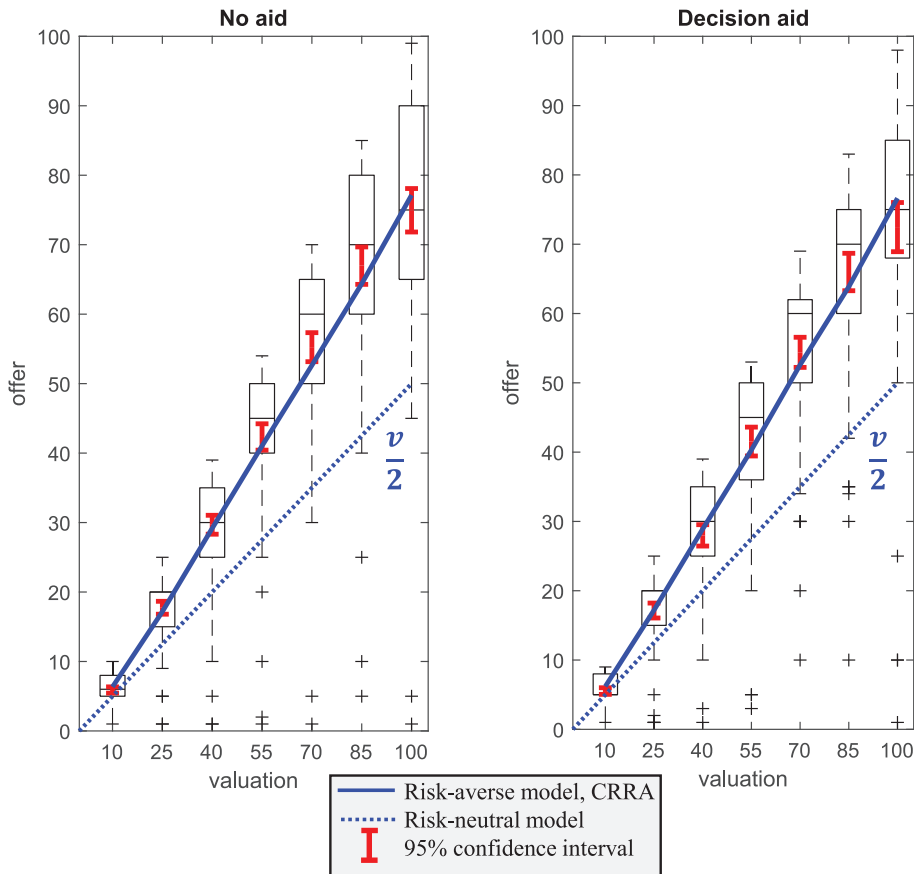 No aid
100
90
80
70
60
50
40
30
20
10
0
offer
v
2
10 25 40 55 70 85 100
valuation
Decision aid
100
90
80
70
60
50
40
30
20
10
0
offer
v
2
10 25 40 55 70 85 100
valuation
Risk-averse model, CRRA
Risk-neutral model
95% confidence interval